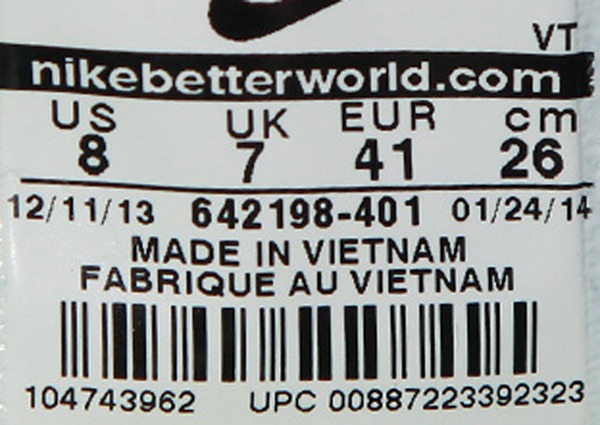 VT
nikebetterworld.com
US UK EUR cm
8 7 41 26
12/11/13 642198-401 01/24/14
MADE IN VIETNAM
FABRIQUE AU VIETNAM
104743962 UPC 00887223392323